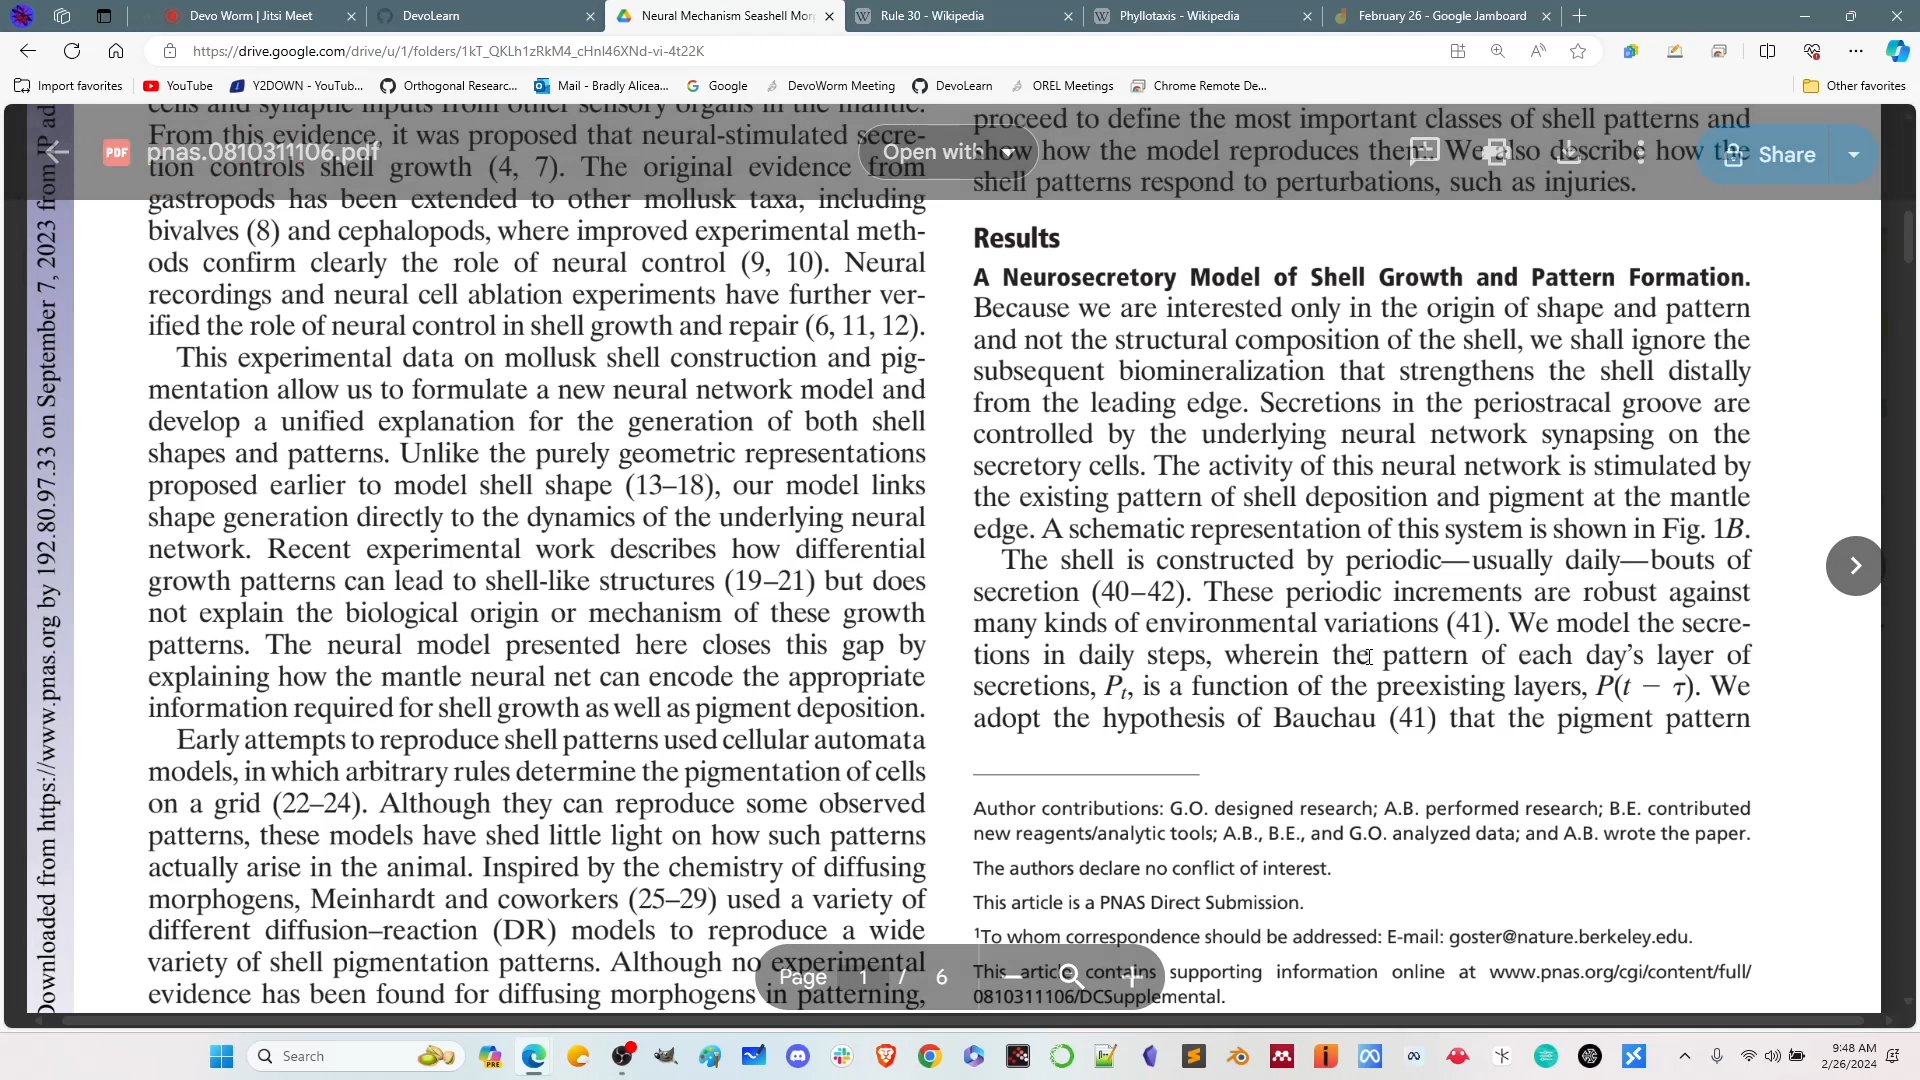 Devo Worm | Jitsi Meet
DevoLearn
Neural Mechanism Seashell Mor
Rule 30 - Wikipedia
Phyllotaxis - Wikipedia
February 26 - Google Jamboard
https://drive.google.com/drive/u/1/folders/1kT_QKLh1zRkM4_cHnI46XNd-vi-4t22K
Import favorites
YouTube
Y2DOWN - YouTub...
Orthogonal Researc...
Mail - Bradly Alicea...
Google
DevoWorm Meeting
DevoLearn
OREL Meetings
Chrome Remote De...
Other favorites
PDF
pnas.0810311106.pdf
Open with
Share
Downloaded from https://www.pnas.org by 192.80.97.33 on September 7, 2023 from IP ad
cells and synaptic inputs from other sensory organs in the mantle.
From this evidence, it was proposed that neural-stimulated secre-
tion controls shell growth (4, 7). The original evidence from
gastropods has been extended to other mollusk taxa, including
bivalves (8) and cephalopods, where improved experimental meth-
ods confirm clearly the role of neural control (9, 10). Neural
recordings and neural cell ablation experiments have further ver-
ified the role of neural control in shell growth and repair (6, 11, 12).
This experimental data on mollusk shell construction and pig-
mentation allow us to formulate a new neural network model and
develop a unified explanation for the generation of both shell
shapes and patterns. Unlike the purely geometric representations
proposed earlier to model shell shape (13–18), our model links
shape generation directly to the dynamics of the underlying neural
network. Recent experimental work describes how differential
growth patterns can lead to shell-like structures (19–21) but does
not explain the biological origin or mechanism of these growth
patterns. The neural model presented here closes this gap by
explaining how the mantle neural net can encode the appropriate
information required for shell growth as well as pigment deposition.
Early attempts to reproduce shell patterns used cellular automata
models, in which arbitrary rules determine the pigmentation of cells
on a grid (22–24). Although they can reproduce some observed
patterns, these models have shed little light on how such patterns
actually arise in the animal. Inspired by the chemistry of diffusing
morphogens, Meinhardt and coworkers (25–29) used a variety of
different diffusion–reaction (DR) models to reproduce a wide
variety of shell pigmentation patterns. Although no experimental
evidence has been found for diffusing morphogens in patterning,
proceed to define the most important classes of shell patterns and
show how the model reproduces them. We also describe how the
shell patterns respond to perturbations, such as injuries.
Results
A Neurosecretory Model of Shell Growth and Pattern Formation.
Because we are interested only in the origin of shape and pattern
and not the structural composition of the shell, we shall ignore the
subsequent biomineralization that strengthens the shell distally
from the leading edge. Secretions in the periostracal groove are
controlled by the underlying neural network synapsing on the
secretory cells. The activity of this neural network is stimulated by
the existing pattern of shell deposition and pigment at the mantle
edge. A schematic representation of this system is shown in Fig. 1B.
The shell is constructed by periodic—usually daily—bouts of
secretion (40–42). These periodic increments are robust against
many kinds of environmental variations (41). We model the secre-
tions in daily steps, wherein the pattern of each day's layer of
secretions, Pt, is a function of the preexisting layers, P(t − τ). We
adopt the hypothesis of Bauchau (41) that the pigment pattern
Author contributions: G.O. designed research; A.B. performed research; B.E. contributed
new reagents/analytic tools; A.B., B.E., and G.O. analyzed data; and A.B. wrote the paper.
The authors declare no conflict of interest.
This article is a PNAS Direct Submission.
1To whom correspondence should be addressed: E-mail: goster@nature.berkeley.edu.
This article contains supporting information online at www.pnas.org/cgi/content/full/
0810311106/DCSupplemental.
Page 1 / 6
Search
9:48 AM
2/26/2024